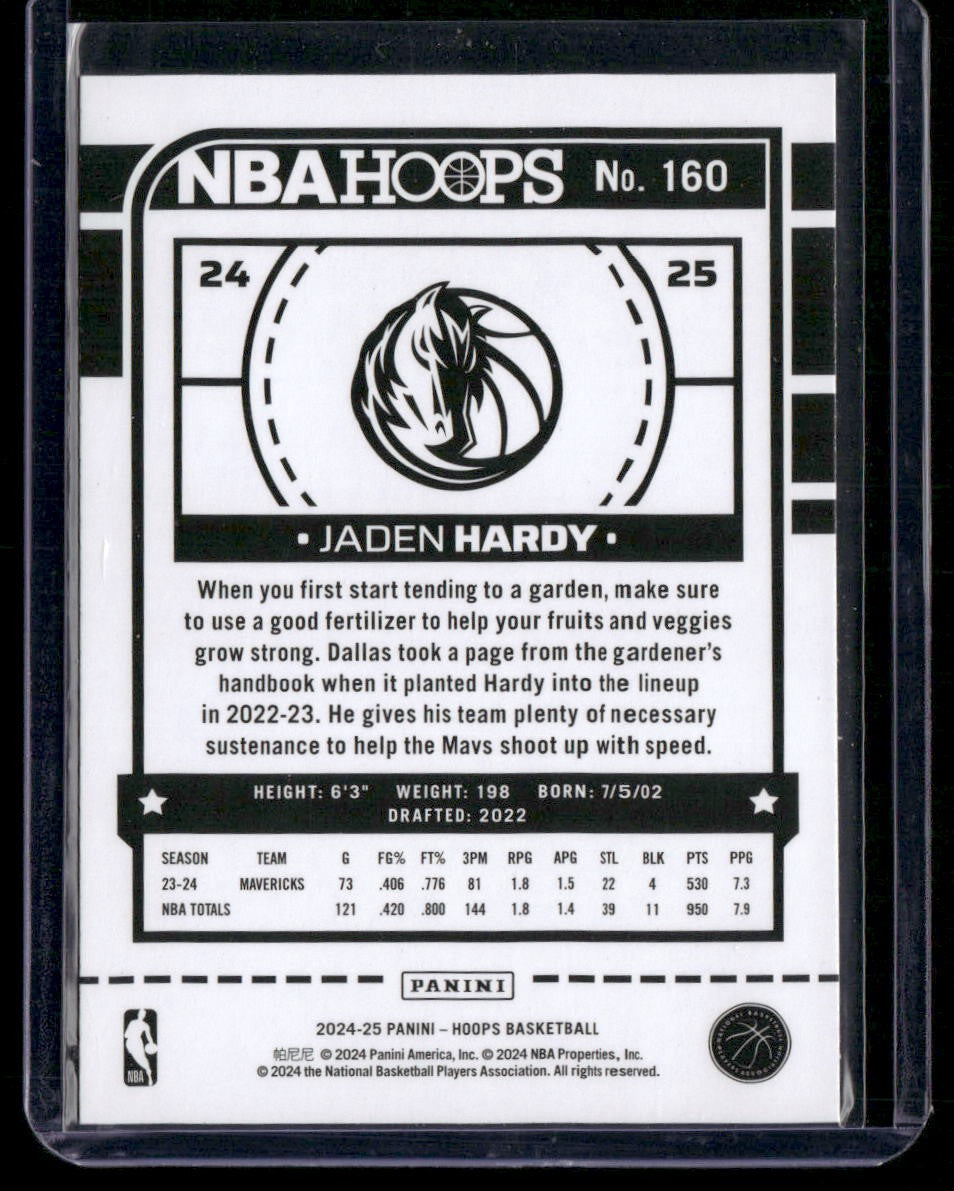 NBA HOOPS No. 160
24 25
• JADEN HARDY •
When you first start tending to a garden, make sure
to use a good fertilizer to help your fruits and veggies
grow strong. Dallas took a page from the gardener's
handbook when it planted Hardy into the lineup
in 2022-23. He gives his team plenty of necessary
sustenance to help the Mavs shoot up with speed.
HEIGHT: 6'3" WEIGHT: 198 BORN: 7/5/02
DRAFTED: 2022
SEASON TEAM G FG% FT% 3PM RPG APG STL BLK PTS PPG
23-24 MAVERICKS 73 .406 .776 81 1.8 1.5 22 4 530 7.3
NBA TOTALS 121 .420 .800 144 1.8 1.4 39 11 950 7.9
PANINI
2024-25 PANINI – HOOPS BASKETBALL
帕尼尼 © 2024 Panini America, Inc. © 2024 NBA Properties, Inc.
© 2024 the National Basketball Players Association. All rights reserved.
NBA
NATIONAL BASKETBALL PLAYERS ASSOCIATION